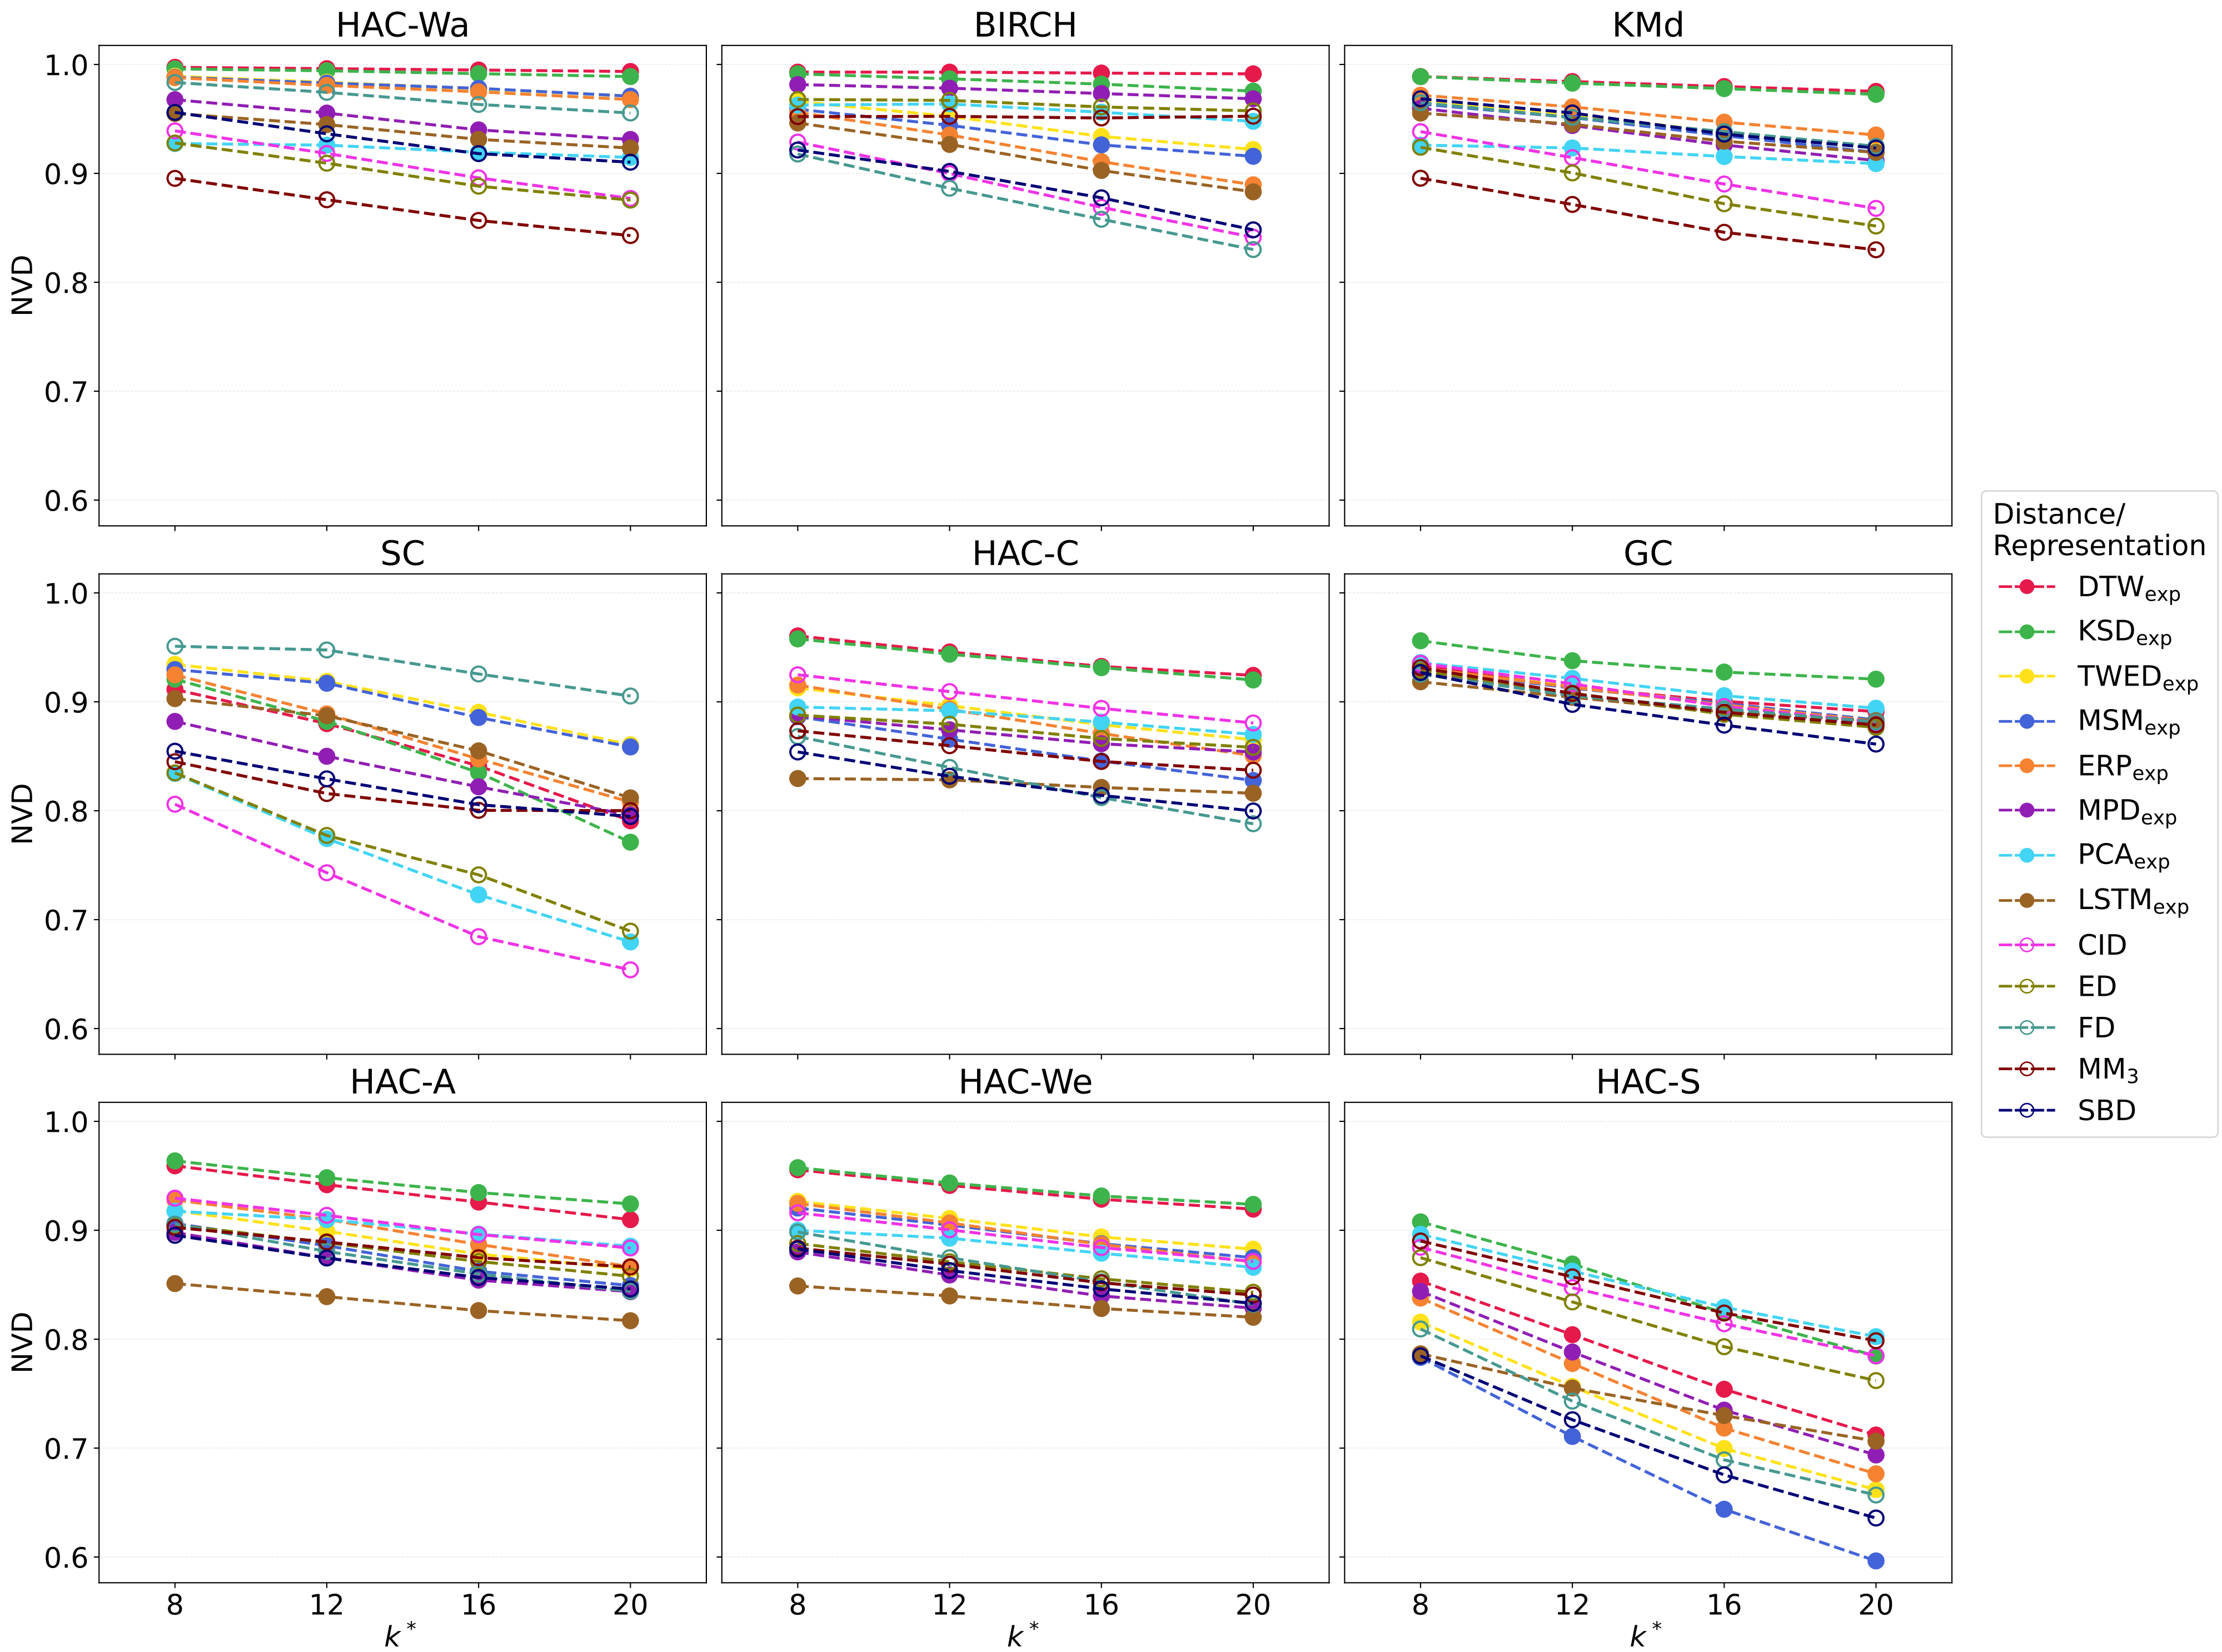 HAC-Wa
BIRCH
KMd
NVD
1.0
0.9
0.8
0.7
0.6
SC
HAC-C
GC
NVD
1.0
0.9
0.8
0.7
0.6
HAC-A
HAC-We
HAC-S
NVD
1.0
0.9
0.8
0.7
0.6
8 12 16 20
8 12 16 20
8 12 16 20
k*
k*
k*
Distance/
Representation
DTWexp
KSDexp
TWEDexp
MSMexp
ERPexp
MPDexp
PCAexp
LSTMexp
CID
ED
FD
MM3
SBD